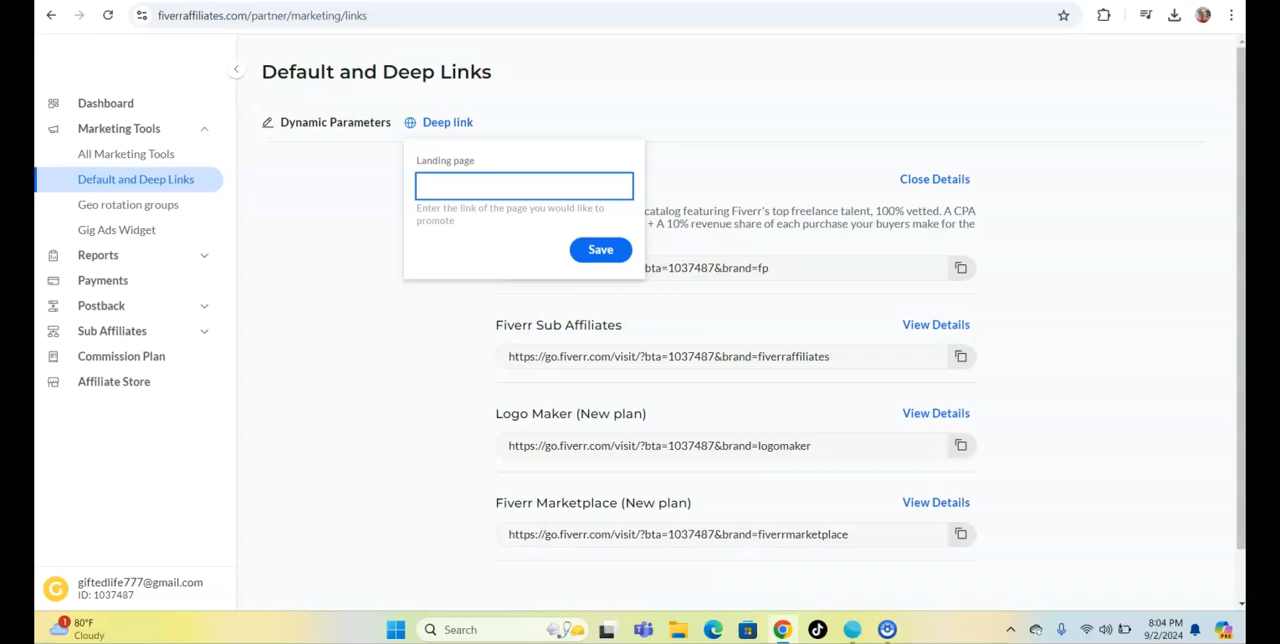 fiverraffiliates.com/partner/marketing/links
Default and Deep Links
Dynamic Parameters
Deep link
Dashboard
Marketing Tools
All Marketing Tools
Default and Deep Links
Geo rotation groups
Gig Ads Widget
Reports
Payments
Postback
Sub Affiliates
Commission Plan
Affiliate Store
Landing page
Enter the link of the page you would like to
promote
Save
Close Details
catalog featuring Fiverr's top freelance talent, 100% vetted. A CPA
+ A 10% revenue share of each purchase your buyers make for the
bta=1037487&brand=fp
Fiverr Sub Affiliates
View Details
https://go.fiverr.com/visit/?bta=1037487&brand=fiverraffiliates
Logo Maker (New plan)
View Details
https://go.fiverr.com/visit/?bta=1037487&brand=logomaker
Fiverr Marketplace (New plan)
View Details
https://go.fiverr.com/visit/?bta=1037487&brand=fiverrmarketplace
G
giftedlife777@gmail.com
ID: 1037487
1
80°F
Cloudy
Search
8:04 PM
9/2/2024